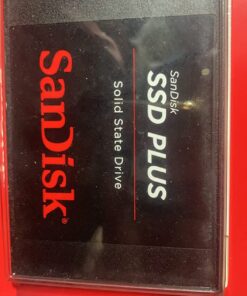 SanDisk
SSD PLUS
Solid State Drive
SanDisk®